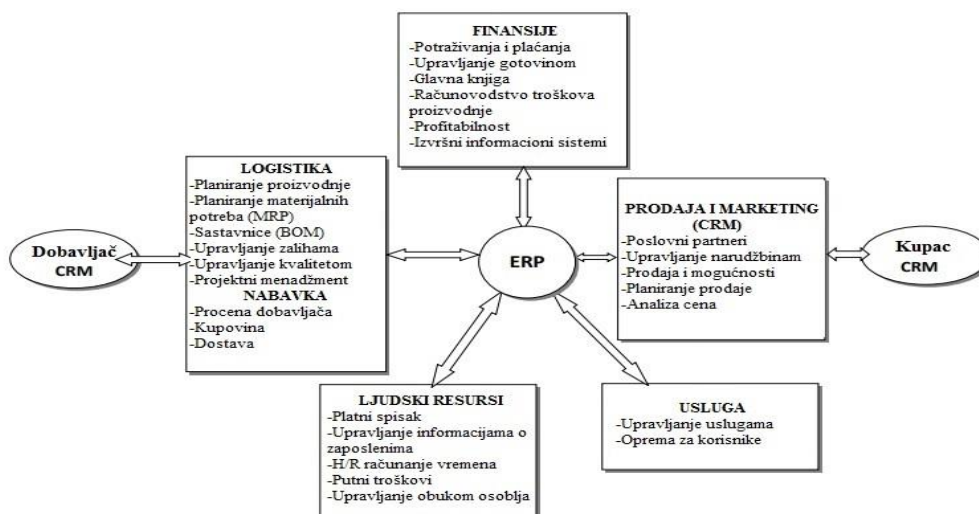 FINANSIJE
-Potraživanja i plaćanja
-Upravljanje gotovinom
-Glavna knjiga
-Računovodstvo troškova
proizvodnje
-Profitabilnost
-Izvršni informacioni sistemi
LOGISTIKA
-Planiranje proizvodnje
-Planiranje materijalnih
potreba (MRP)
-Sastavnice (BOM)
-Upravljanje zalihama
-Upravljanje kvalitetom
-Projektni menadžment
NABAVKA
-Procena dobavljača
-Kupovina
-Dostava
Dobavljač
CRM
ERP
PRODAJA I MARKETING
(CRM)
-Poslovni partneri
-Upravljanje narudžbinam
-Prodaja i mogućnosti
-Planiranje prodaje
-Analiza cena
Kupac
CRM
LJUDSKI RESURSI
-Platni spisak
-Upravljanje informacijama o
zaposlenima
-H/R računanje vremena
-Putni troškovi
-Upravljanje obukom osoblja
USLUGA
-Upravljanje uslugama
-Oprema za korisnike